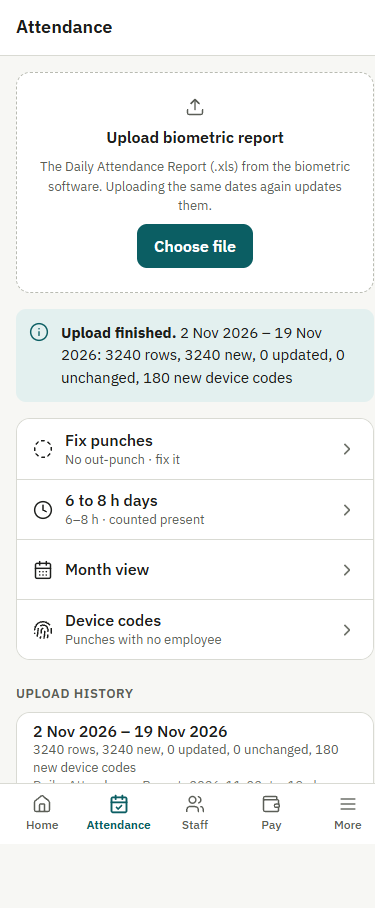 Attendance
Upload biometric report
The Daily Attendance Report (.xls) from the biometric
software. Uploading the same dates again updates
them.
Choose file
Upload finished. 2 Nov 2026 – 19 Nov
2026: 3240 rows, 3240 new, 0 updated, 0
unchanged, 180 new device codes
Fix punches
No out-punch · fix it
6 to 8 h days
6–8 h · counted present
Month view
Device codes
Punches with no employee
UPLOAD HISTORY
2 Nov 2026 – 19 Nov 2026
3240 rows, 3240 new, 0 updated, 0 unchanged, 180
new device codes
Home
Attendance
Staff
Pay
More